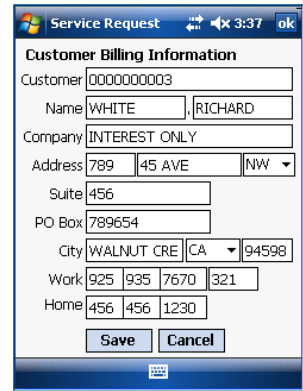 Service Request 3:37 ok
Customer Billing Information
Customer 0000000003
Name WHITE , RICHARD
Company INTEREST ONLY
Address 789 45 AVE NW
Suite 456
PO Box 789654
City WALNUT CRE CA 94598
Work 925 935 7670 321
Home 456 456 1230
Save Cancel